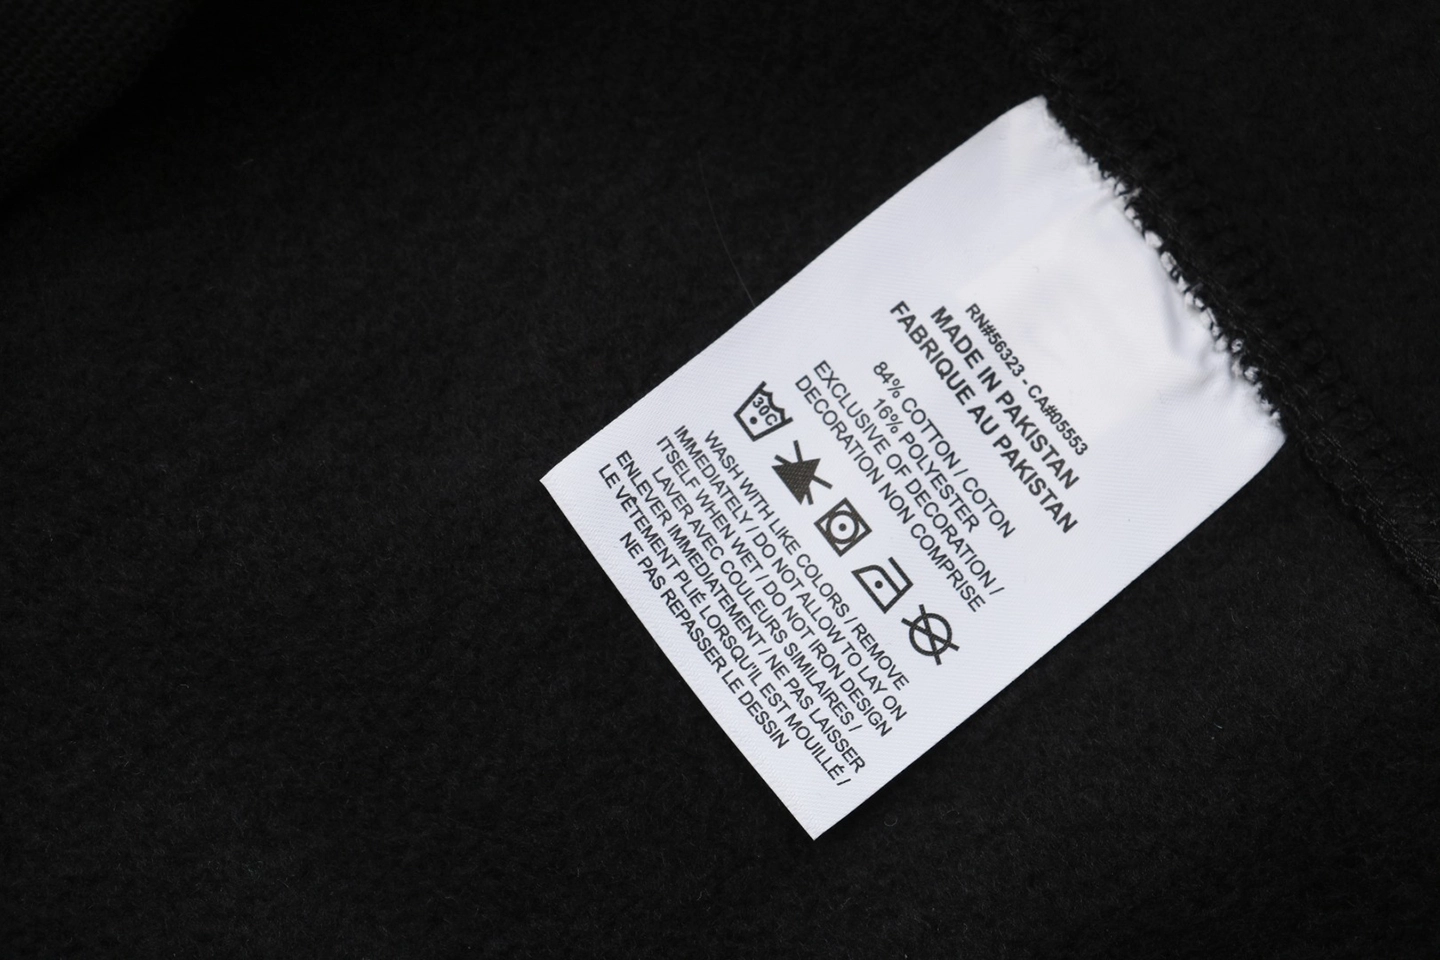 RN#56323 - CA#05553
MADE IN PAKISTAN
FABRIQUE AU PAKISTAN
84% COTTON / COTON
16% POLYESTER
EXCLUSIVE OF DECORATION /
DECORATION NON COMPRISE
30C
WASH WITH LIKE COLORS / REMOVE
IMMEDIATELY / DO NOT ALLOW TO LAY ON
ITSELF WHEN WET / DO NOT IRON DESIGN
LAVER AVEC COULEURS SIMILAIRES /
ENLEVER IMMEDIATEMENT / NE PAS LAISSER
LE VÊTEMENT PLIÉ LORSQU'IL EST MOUILLÉ /
NE PAS REPASSER LE DESSIN